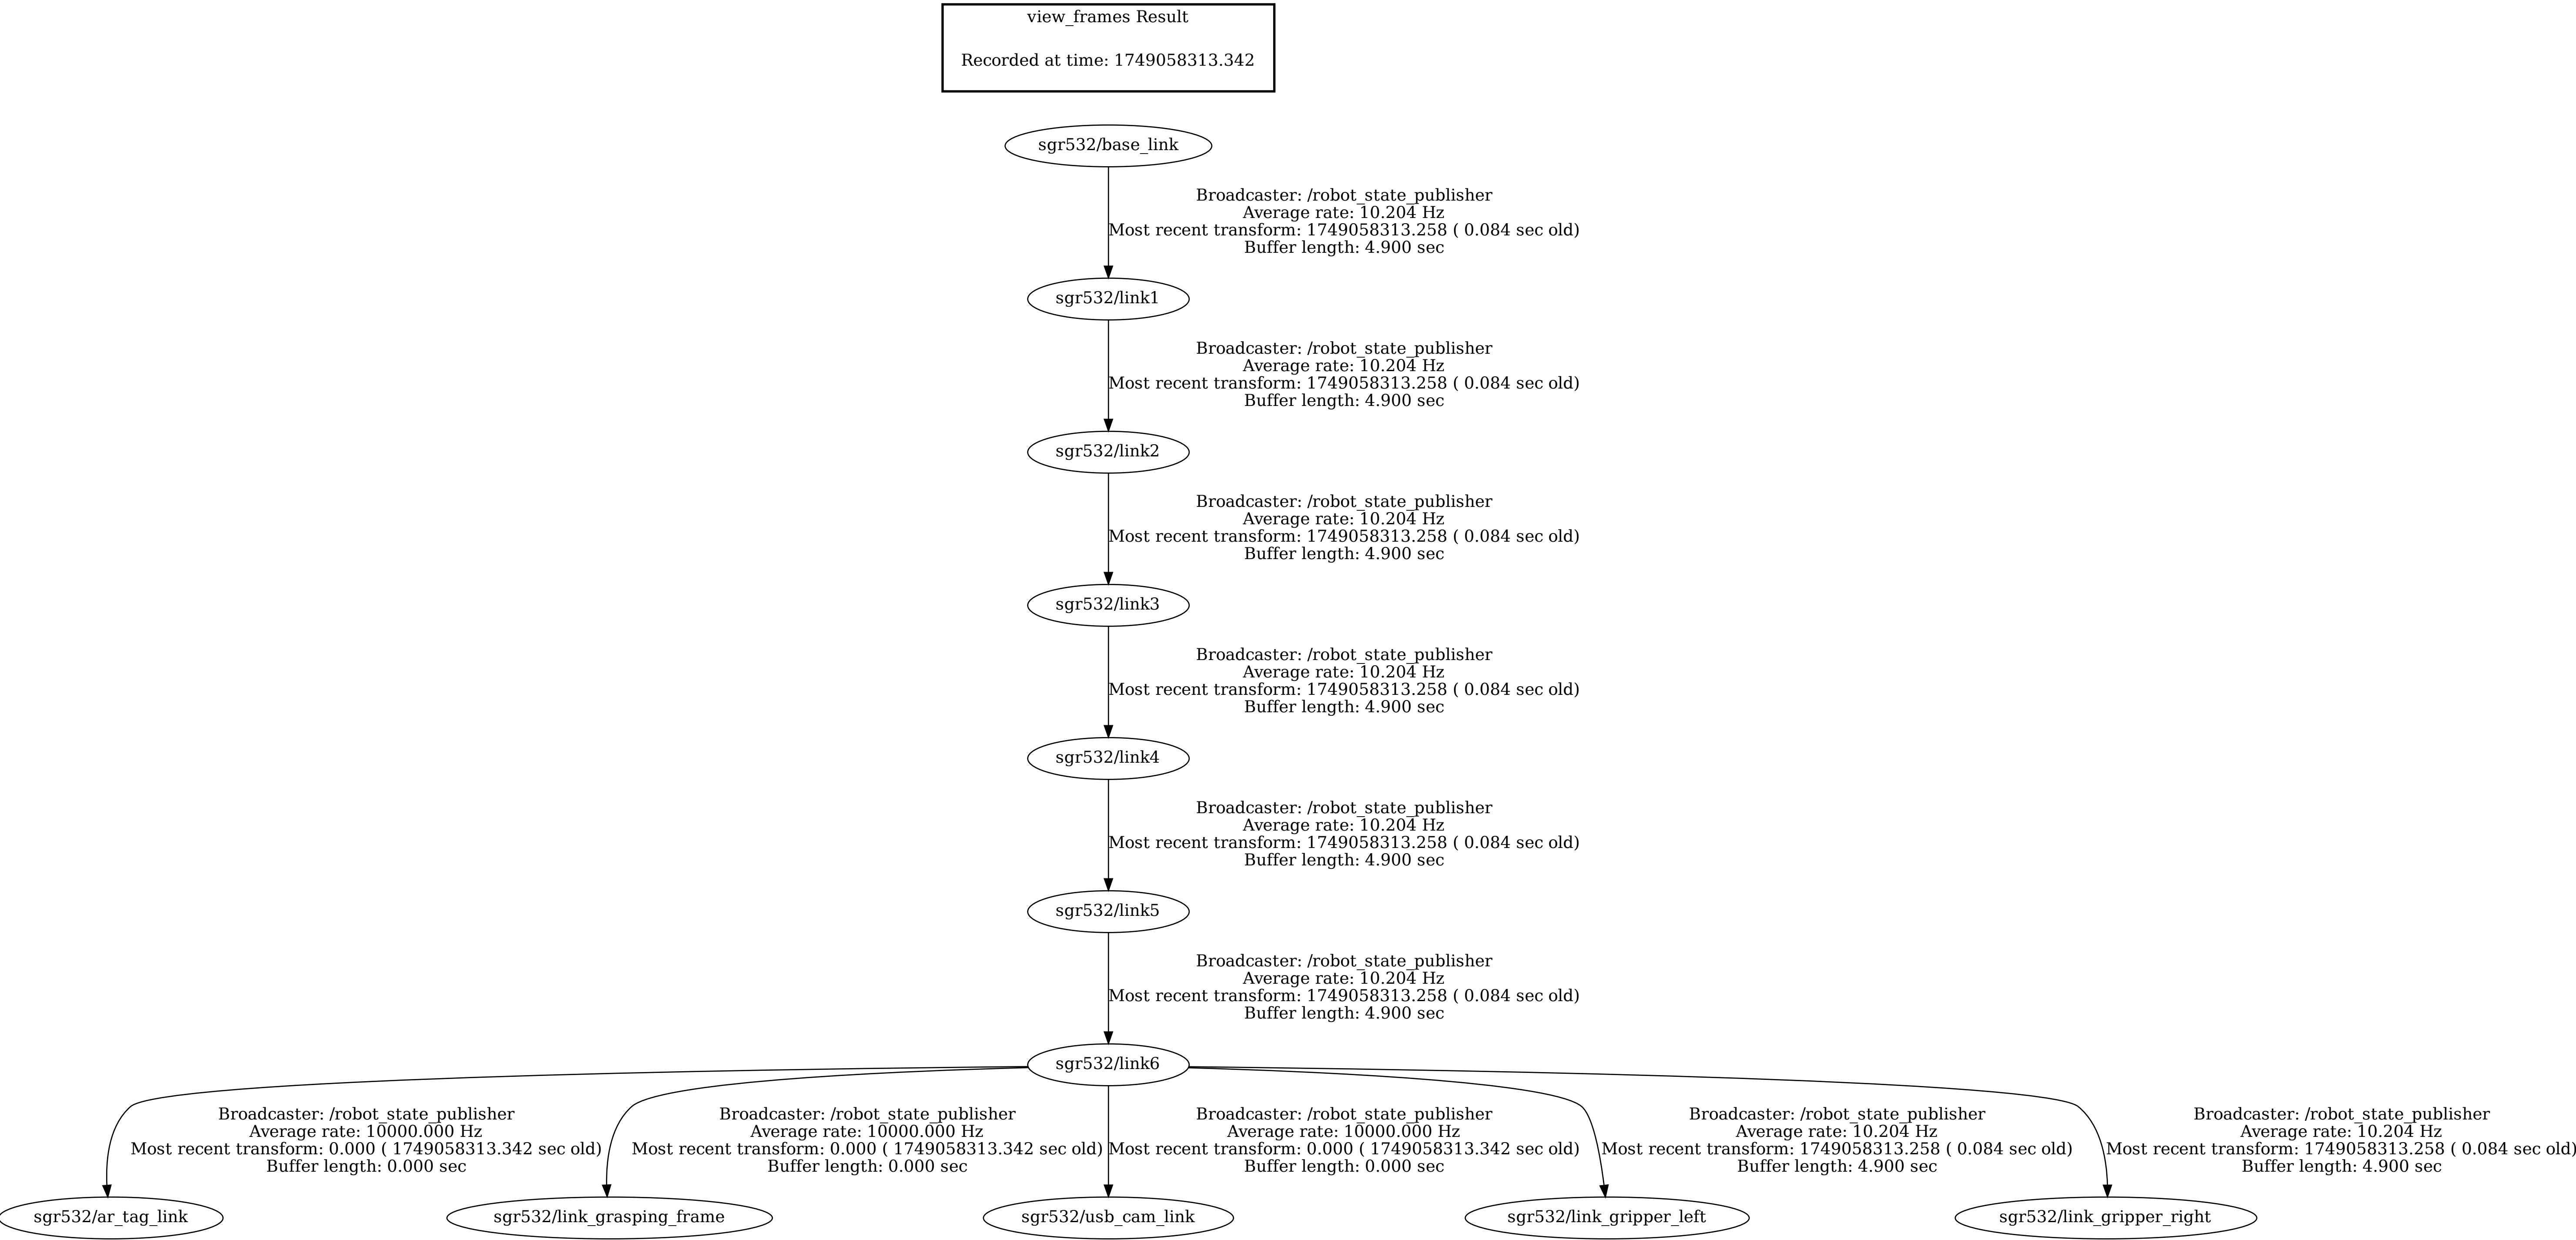 view_frames Result
Recorded at time: 1749058313.342
sgr532/base_link
Broadcaster: /robot_state_publisher
Average rate: 10.204 Hz
Most recent transform: 1749058313.258 ( 0.084 sec old)
Buffer length: 4.900 sec
sgr532/link1
Broadcaster: /robot_state_publisher
Average rate: 10.204 Hz
Most recent transform: 1749058313.258 ( 0.084 sec old)
Buffer length: 4.900 sec
sgr532/link2
Broadcaster: /robot_state_publisher
Average rate: 10.204 Hz
Most recent transform: 1749058313.258 ( 0.084 sec old)
Buffer length: 4.900 sec
sgr532/link3
Broadcaster: /robot_state_publisher
Average rate: 10.204 Hz
Most recent transform: 1749058313.258 ( 0.084 sec old)
Buffer length: 4.900 sec
sgr532/link4
Broadcaster: /robot_state_publisher
Average rate: 10.204 Hz
Most recent transform: 1749058313.258 ( 0.084 sec old)
Buffer length: 4.900 sec
sgr532/link5
Broadcaster: /robot_state_publisher
Average rate: 10.204 Hz
Most recent transform: 1749058313.258 ( 0.084 sec old)
Buffer length: 4.900 sec
sgr532/link6
Broadcaster: /robot_state_publisher
Average rate: 10000.000 Hz
Most recent transform: 0.000 ( 1749058313.342 sec old)
Buffer length: 0.000 sec
Broadcaster: /robot_state_publisher
Average rate: 10000.000 Hz
Most recent transform: 0.000 ( 1749058313.342 sec old)
Buffer length: 0.000 sec
Broadcaster: /robot_state_publisher
Average rate: 10000.000 Hz
Most recent transform: 0.000 ( 1749058313.342 sec old)
Buffer length: 0.000 sec
Broadcaster: /robot_state_publisher
Average rate: 10.204 Hz
Most recent transform: 1749058313.258 ( 0.084 sec old)
Buffer length: 4.900 sec
Broadcaster: /robot_state_publisher
Average rate: 10.204 Hz
Most recent transform: 1749058313.258 ( 0.084 sec old)
Buffer length: 4.900 sec
sgr532/ar_tag_link
sgr532/link_grasping_frame
sgr532/usb_cam_link
sgr532/link_gripper_left
sgr532/link_gripper_right